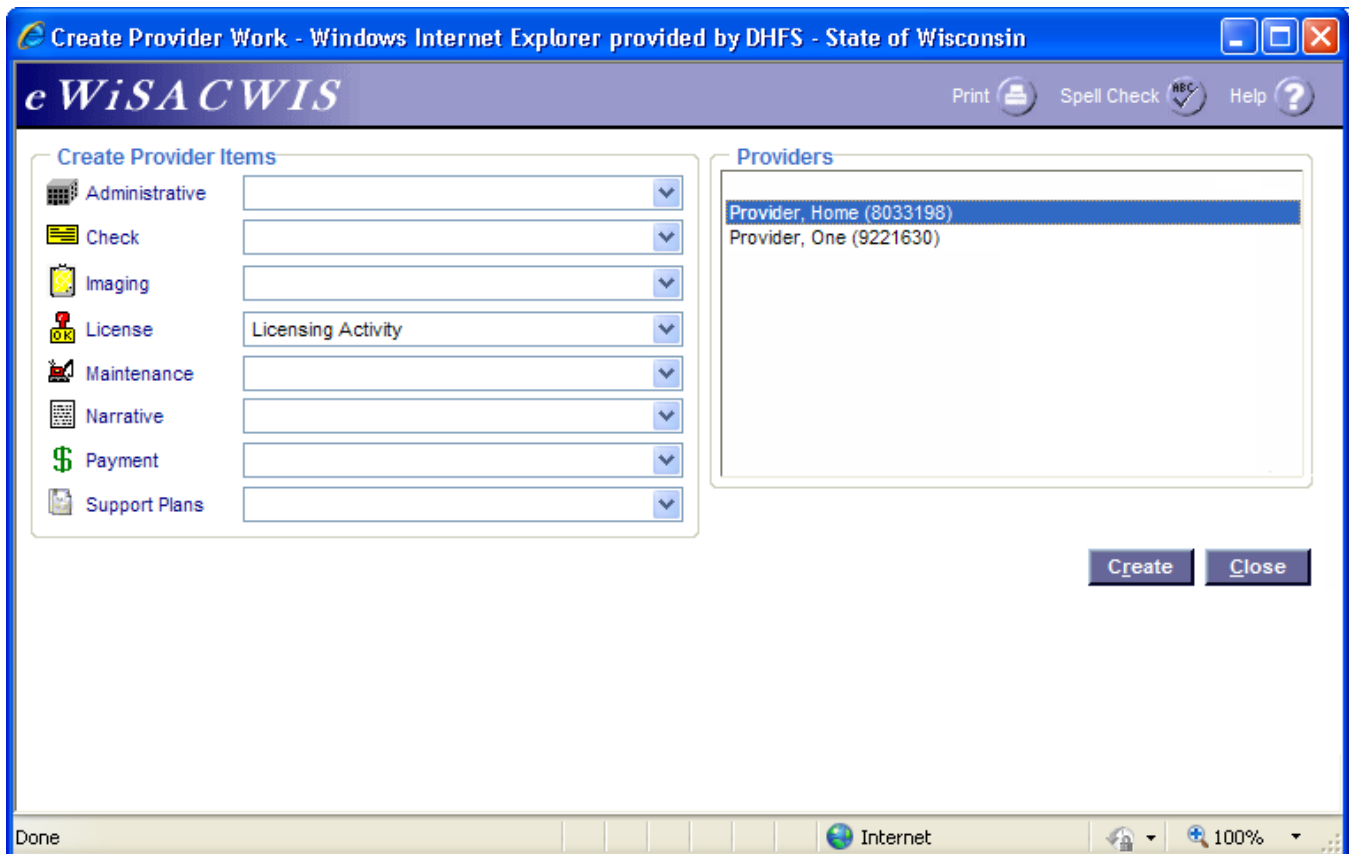 Create Provider Work - Windows Internet Explorer provided by DHFS - State of Wisconsin
eWiSACWIS
Print
Spell Check
ABC
Help
?
Create Provider Items
Administrative
Check
Imaging
OK
License
Licensing Activity
Maintenance
Narrative
$ Payment
Support Plans
Providers
Provider, Home (8033198)
Provider, One (9221630)
Create
Close
Done
Internet
100%